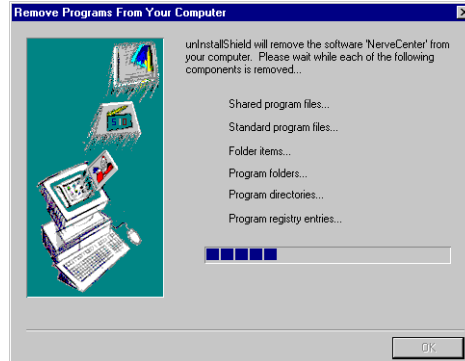 Remove Programs From Your Computer
unInstallShield will remove the software 'NerveCenter' from
your computer. Please wait while each of the following
components is removed...
Shared program files...
Standard program files...
Folder items...
Program folders...
Program directories...
Program registry entries...
OK